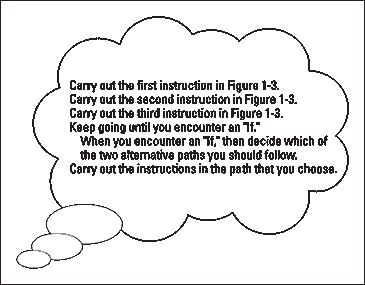 Carry out the first instruction in Figure 1-3.
Carry out the second instruction in Figure 1-3.
Carry out the third instruction in Figure 1-3.
Keep going until you encounter an "If."
When you encounter an "If," then decide which of
the two alternative paths you should follow.
Carry out the instructions in the path that you choose.